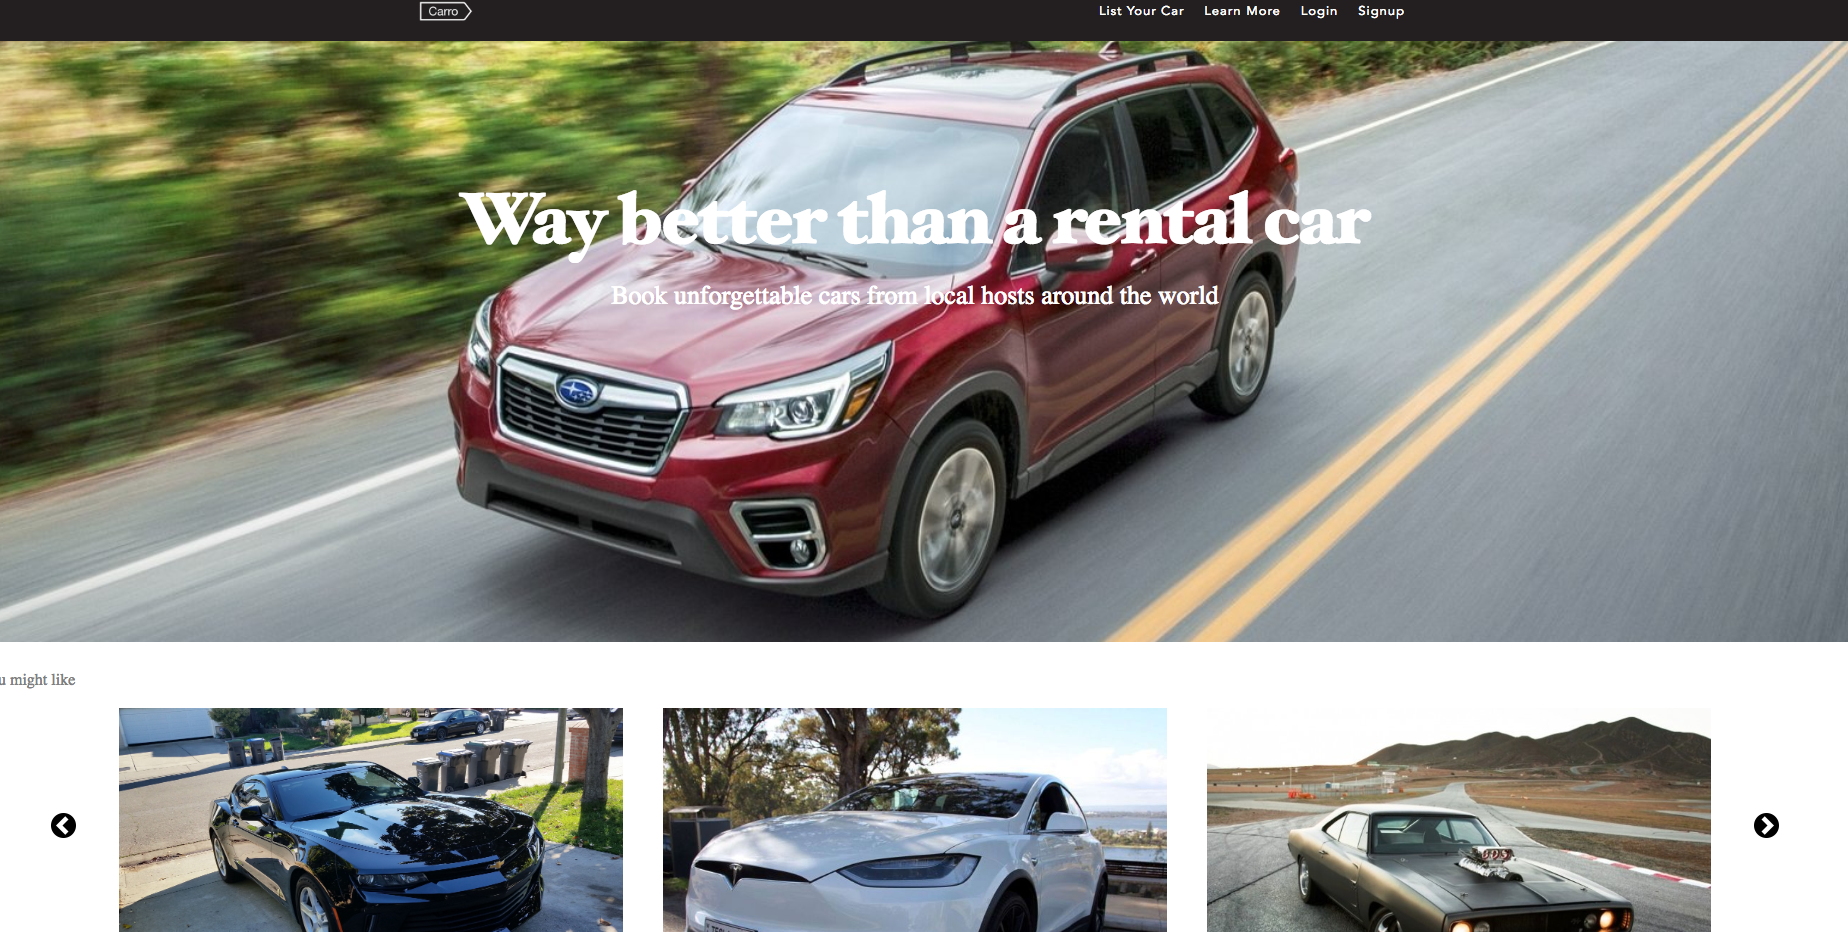 Carro
List Your Car Learn More Login Signup
Way better than a rental car
Book unforgettable cars from local hosts around the world
u might like